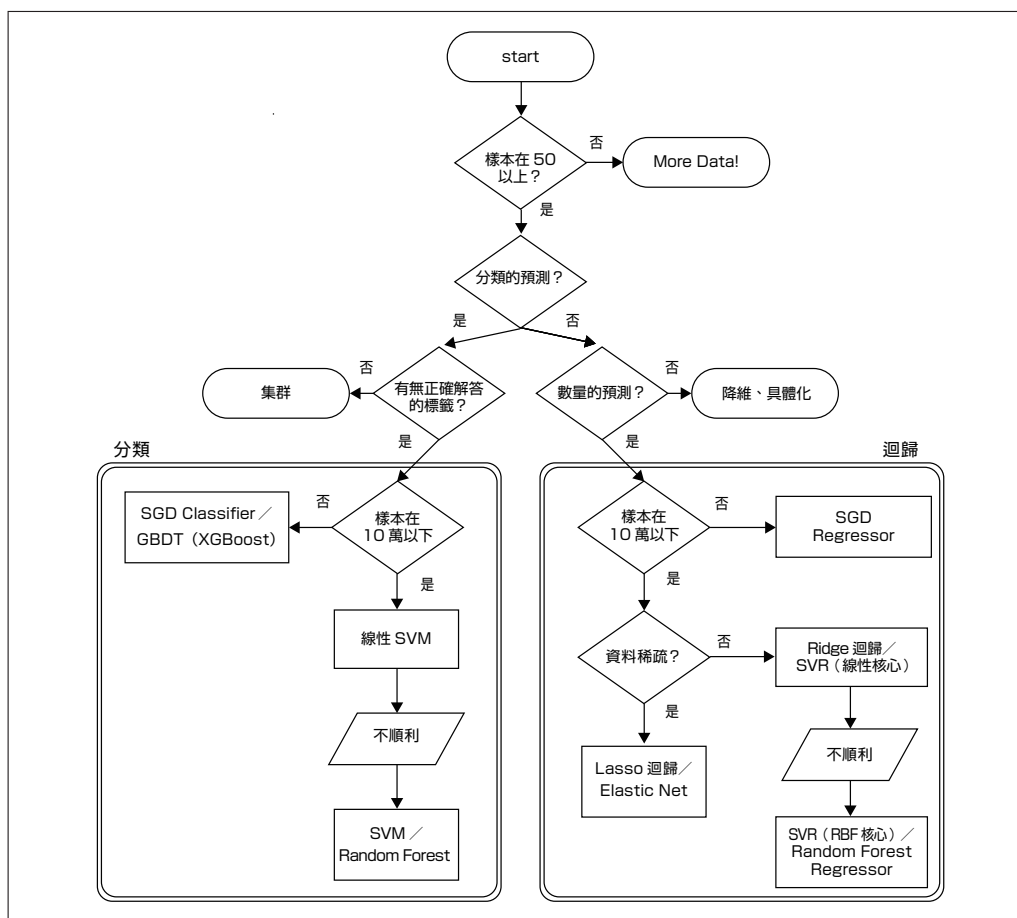 start
樣本在 50
以上？
否
More Data!
是
分類的預測？
是
否
否
集群
有無正確解答
的標籤？
數量的預測？
否
降維、具體化
是
是
分類
迴歸
SGD Classifier／
GBDT（XGBoost）
否
樣本在
10 萬以下
是
線性 SVM
不順利
SVM ／
Random Forest
樣本在
10 萬以下
否
SGD
Regressor
是
資料稀疏？
否
Ridge 迴歸／
SVR（線性核心）
是
Lasso 迴歸／
Elastic Net
不順利
SVR（RBF 核心）／
Random Forest
Regressor